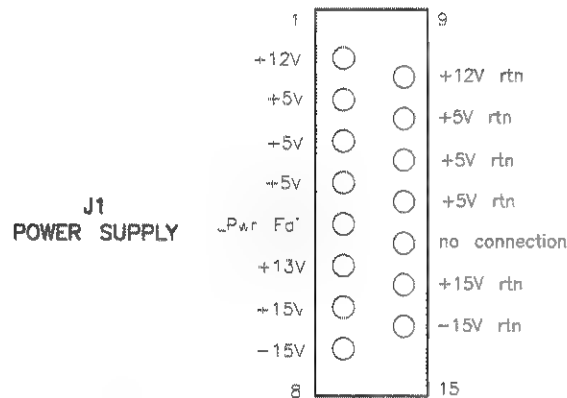 1 9
+12V
+12V rtn
+5V
+5V rtn
+5V
+5V rtn
+5V
+5V rtn
J1
POWER SUPPLY
_Pwr
no connection
+13V
+15V rtn
+15V
-15V rtn
-15V
8 15